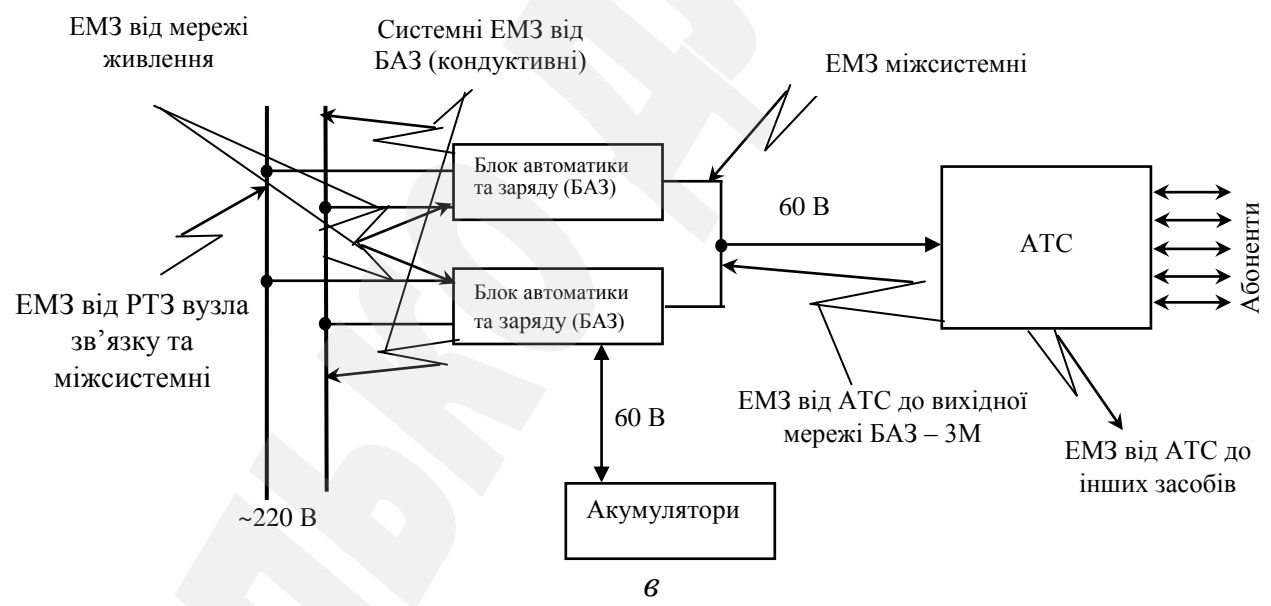 ЕМЗ від мережі
живлення
Системні ЕМЗ від
БАЗ (кондуктивні)
ЕМЗ міжсистемні
Блок автоматики
та заряду (БАЗ)
60 В
АТС
Абоненти
Блок автоматики
та заряду (БАЗ)
ЕМЗ від РТЗ вузла
зв’язку та
міжсистемні
60 В
ЕМЗ від АТС до вихідної
мережі БАЗ – 3М
ЕМЗ від АТС до
інших засобів
~220 В
Акумулятори
в